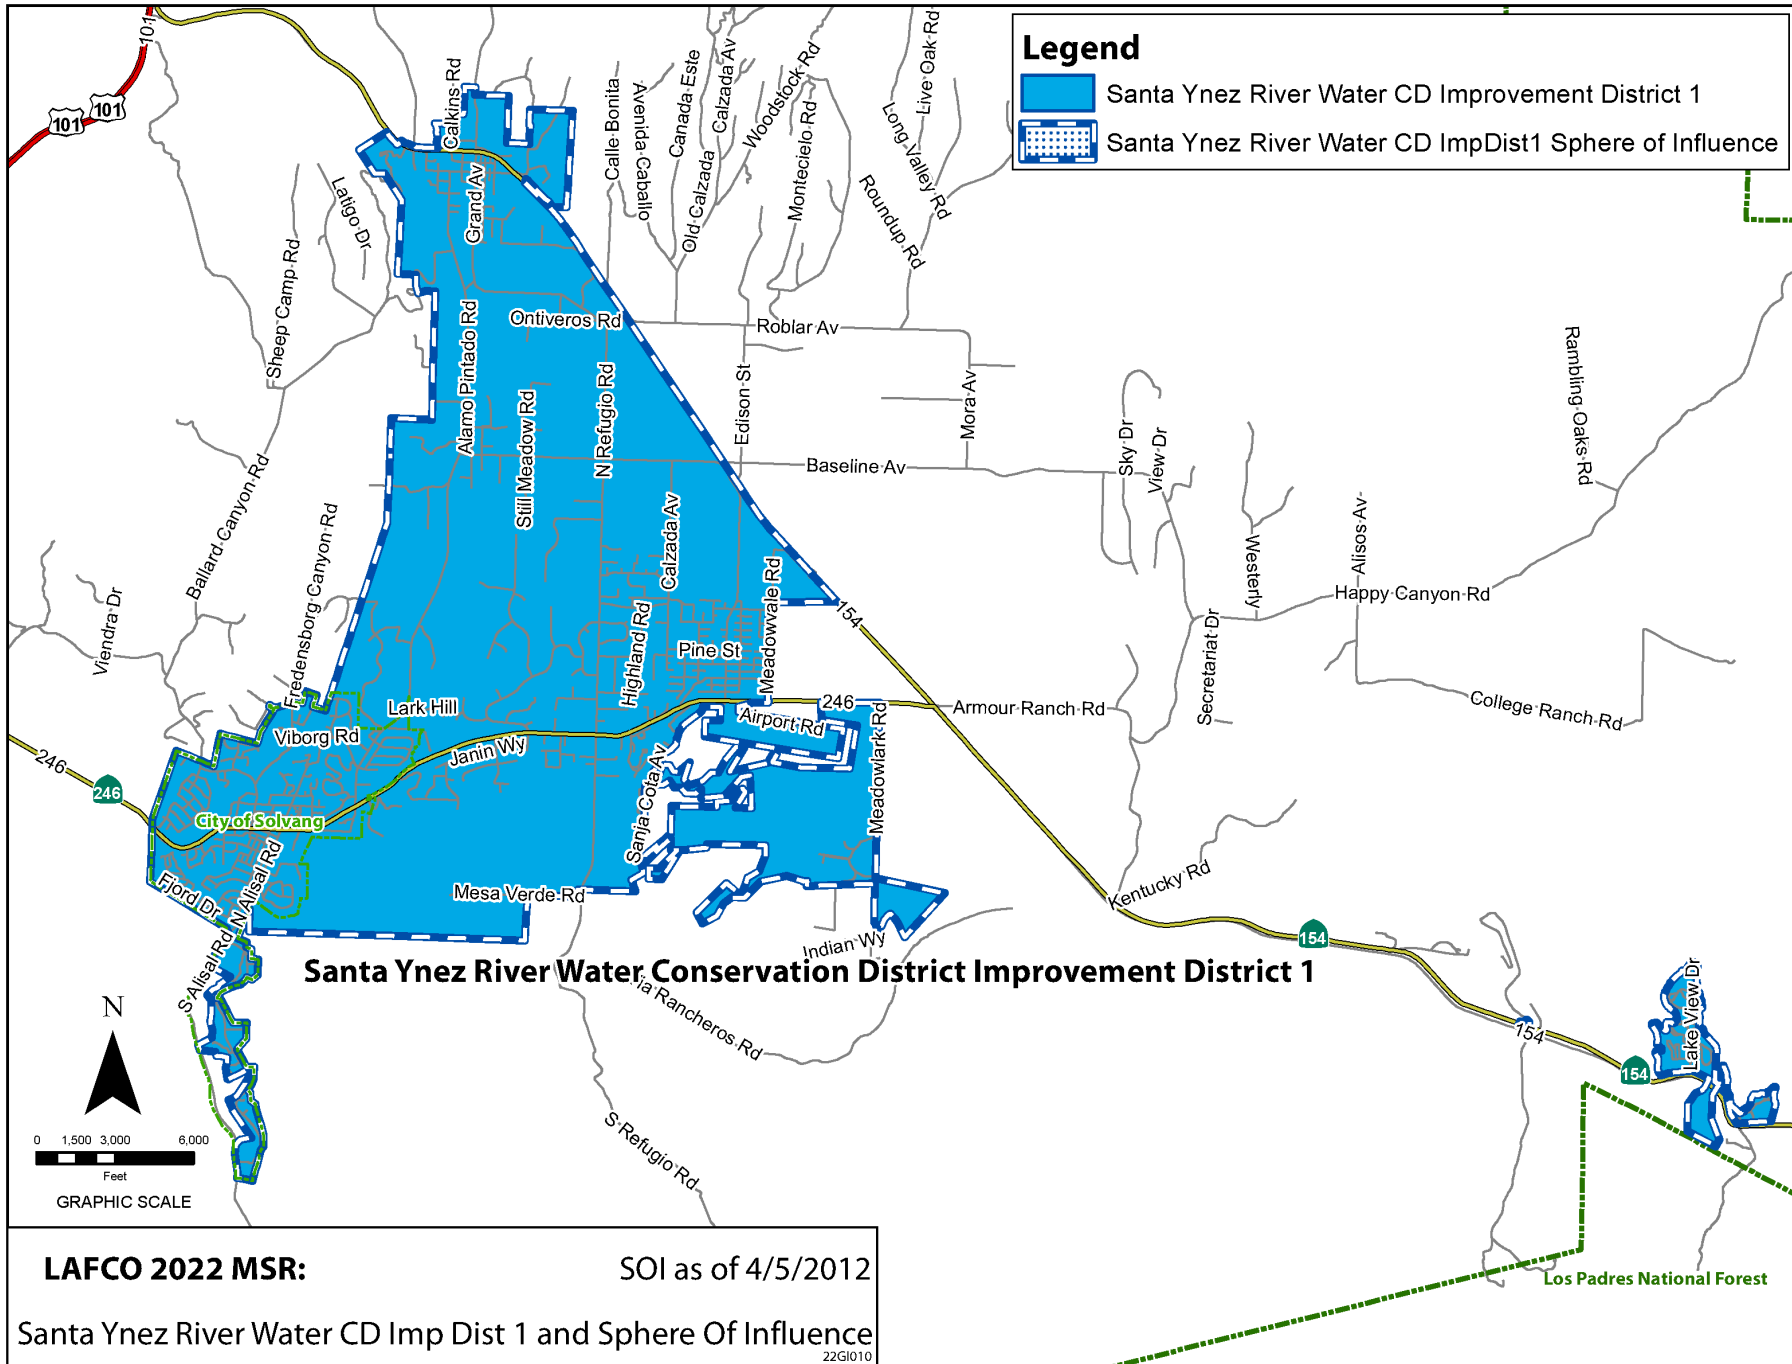 Legend
Santa Ynez River Water CD Improvement District 1
Santa Ynez River Water CD ImpDist1 Sphere of Influence
101
101
101
Calkins Rd
Grand Av
Latigo Dr
Sheep Camp Rd
Calle Bonita
Avenida Caballo
Canada Este
Old Calzada
Calzada Av
Woodstock Rd
Montecielo Rd
Live Oak Rd
Long Valley Rd
Roundup Rd
Alamo Pintado Rd
Ontiveros Rd
Roblar Av
N Refugio Rd
Still Meadow Rd
Edison St
Mora Av
Baseline Av
Sky Dr
View Dr
Rambling Oaks Rd
Ballard Canyon Rd
Fredensborg Canyon Rd
Viendra Dr
Calzada Av
Highland Rd
Meadowvale Rd
Pine St
154
Westerly
Alisos Av
Happy Canyon Rd
Secretariat Dr
College Ranch Rd
Lark Hill
Viborg Rd
Janin Wy
246
Airport Rd
Armour Ranch Rd
Meadowlark Rd
Sanja Cota Av
246
246
City of Solvang
Fjord Dr
N Alisal Rd
S Alisal Rd
Mesa Verde Rd
Indian Wy
Kentucky Rd
154
Santa Ynez River Water Conservation District Improvement District 1
ia Rancheros Rd
154
154
Lake View Dr
S Refugio Rd
Los Padres National Forest
N
0 1,500 3,000 6,000
Feet
GRAPHIC SCALE
LAFCO 2022 MSR:
SOI as of 4/5/2012
Santa Ynez River Water CD Imp Dist 1 and Sphere Of Influence
22GI010